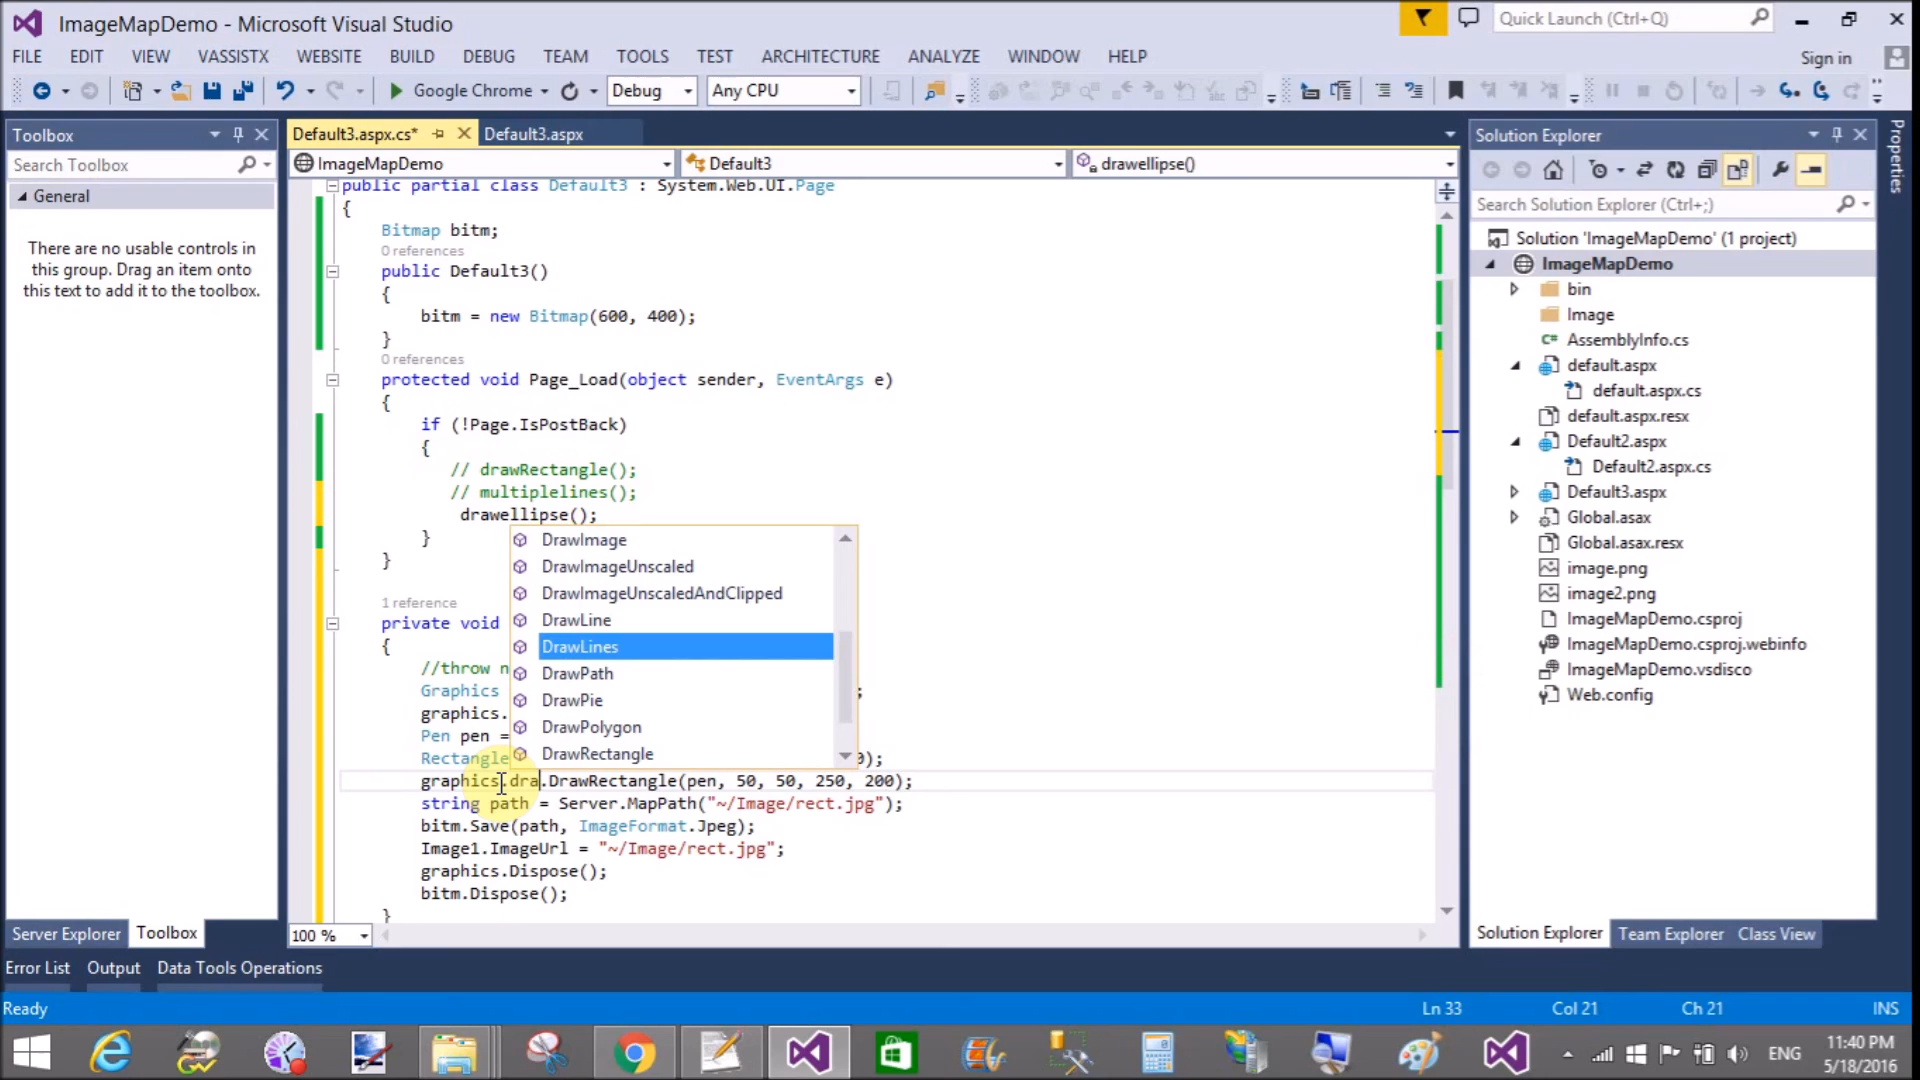 ImageMapDemo - Microsoft Visual Studio
Quick Launch (Ctrl+Q)
FILE EDIT VIEW VASSISTX WEBSITE BUILD DEBUG TEAM TOOLS TEST ARCHITECTURE ANALYZE WINDOW HELP
Sign in
Google Chrome Debug Any CPU
Toolbox
Search Toolbox
General
There are no usable controls in
this group. Drag an item onto
this text to add it to the toolbox.
Server Explorer Toolbox
Default3.aspx.cs* Default3.aspx
ImageMapDemo Default3 drawellipse()
public partial class Default3 : System.Web.UI.Page
{
Bitmap bitm;
0 references
public Default3()
{
bitm = new Bitmap(600, 400);
}
0 references
protected void Page_Load(object sender, EventArgs e)
{
if (!Page.IsPostBack)
{
// drawRectangle();
// multiplelines();
drawellipse();
}
}
1 reference
private void
{
//throw n
Graphics ;
graphics.
Pen pen =
Rectangle 0);
graphics.dra.DrawRectangle(pen, 50, 50, 250, 200);
string path = Server.MapPath("~/Image/rect.jpg");
bitm.Save(path, ImageFormat.Jpeg);
Image1.ImageUrl = "~/Image/rect.jpg";
graphics.Dispose();
bitm.Dispose();
}
DrawImage
DrawImageUnscaled
DrawImageUnscaledAndClipped
DrawLine
DrawLines
DrawPath
DrawPie
DrawPolygon
DrawRectangle
100 %
Solution Explorer
Search Solution Explorer (Ctrl+;)
Solution 'ImageMapDemo' (1 project)
ImageMapDemo
bin
Image
AssemblyInfo.cs
default.aspx
default.aspx.cs
default.aspx.resx
Default2.aspx
Default2.aspx.cs
Default3.aspx
Global.asax
Global.asax.resx
image.png
image2.png
ImageMapDemo.csproj
ImageMapDemo.csproj.webinfo
ImageMapDemo.vsdisco
Web.config
Solution Explorer Team Explorer Class View
Properties
Error List Output Data Tools Operations
Ready Ln 33 Col 21 Ch 21 INS
ENG
11:40 PM
5/18/2016